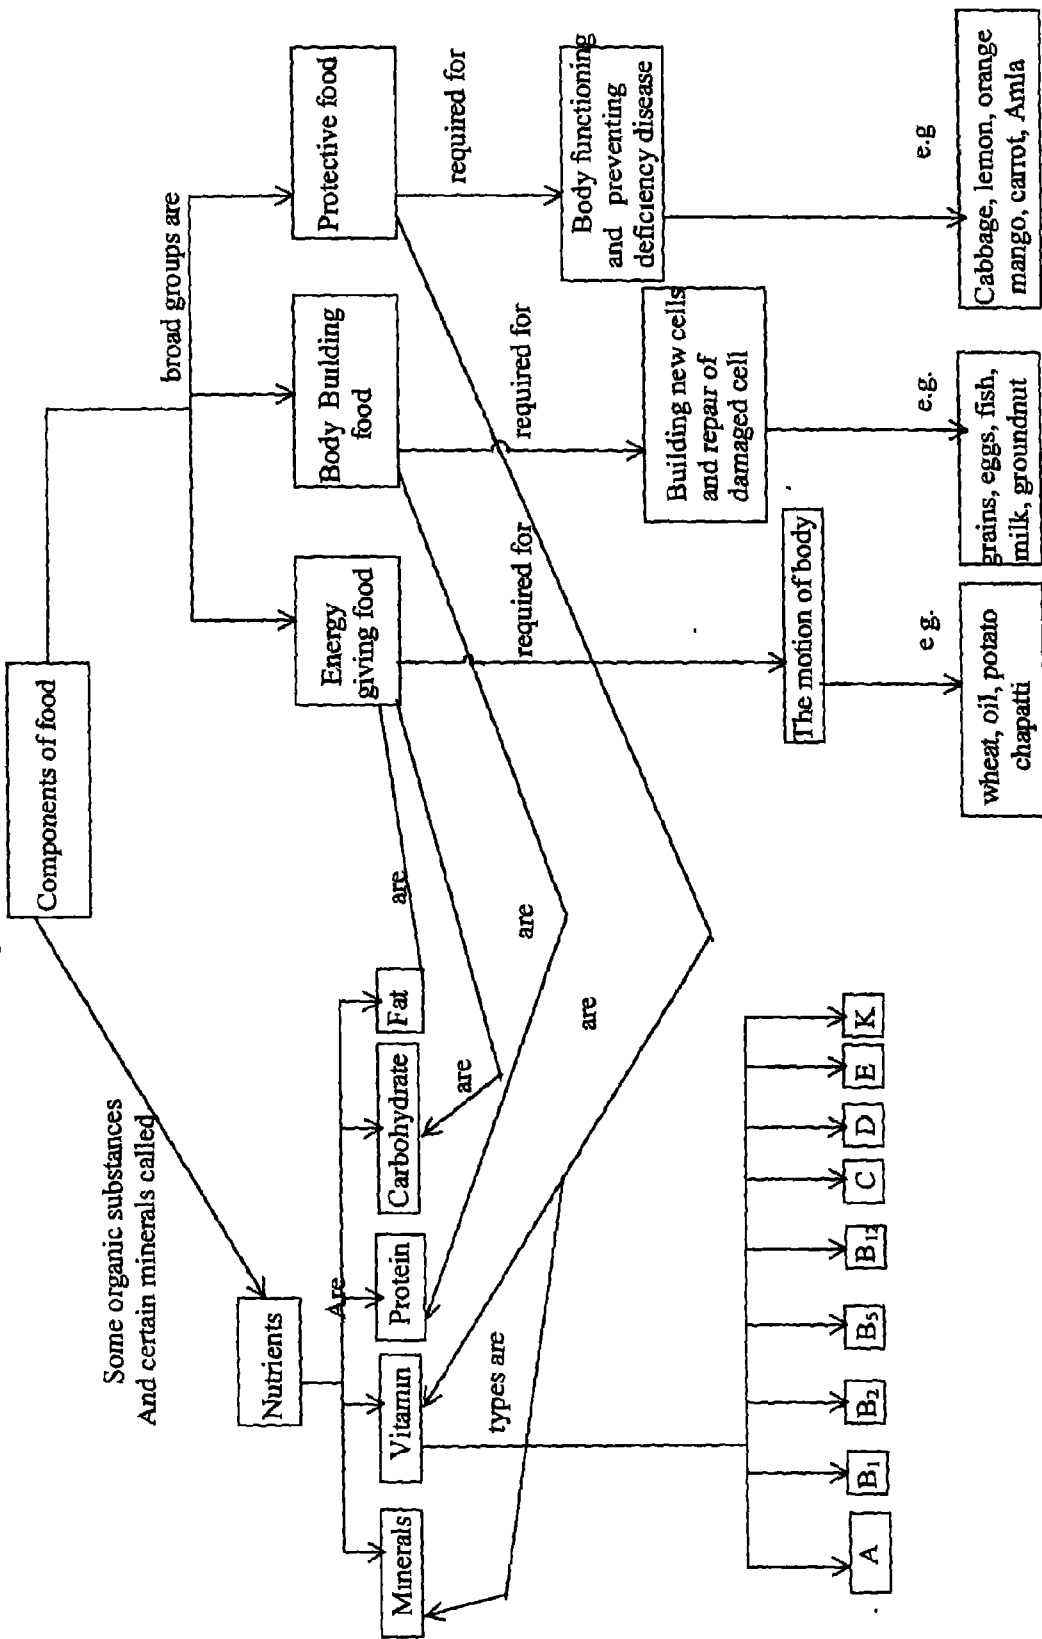 Components of food
Some organic substances
And certain minerals called
broad groups are
Nutrients
Are
Energy
giving food
Body Building
food
Protective food
Minerals
Vitamin
Protein
Carbohydrate
Fat
are
are
are
are
types are
required for
required for
required for
The motion of body
Building new cells
and repair of
damaged cell
Body functioning
and preventing
deficiency disease
A
B1
B2
B5
B12
C
D
E
K
e g.
e.g.
e.g
wheat, oil, potato
chapatti
grains, eggs, fish,
milk, groundnut
Cabbage, lemon, orange
mango, carrot, Amla